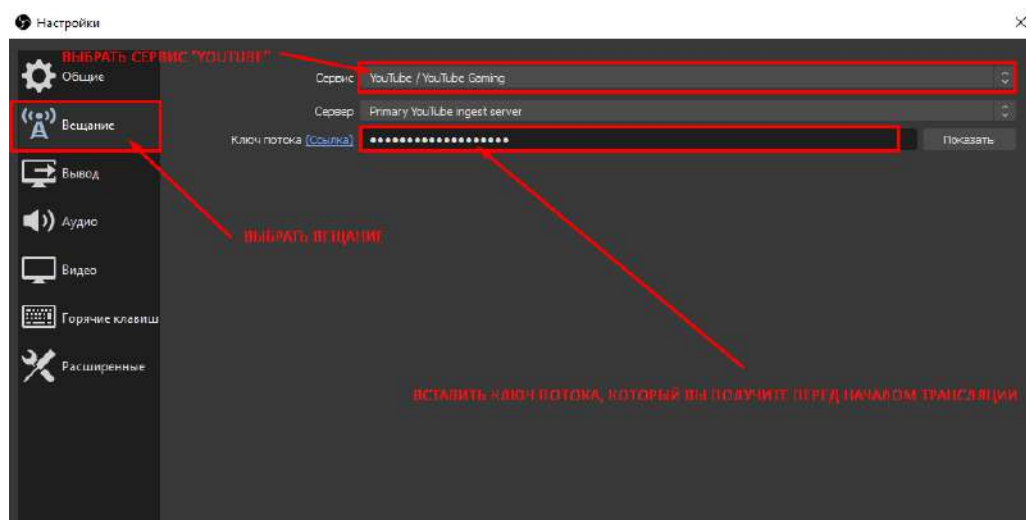 Настройки
ВЫБРАТЬ СЕРВИС "YOUTUBE"
Общие
Сервис YouTube / YouTube Gaming
Вещание
Сервер Primary YouTube ingest server
Ключ потока (Ссылка) ●●●●●●●●●●●●●●●●●●● Показать
Вывод
Аудио
ВЫБРАТЬ ВЕЩАНИЕ
Видео
Горячие клавиш
Расширенные
ВСТАВИТЬ КЛЮЧ ПОТОКА, КОТОРЫЙ ВЫ ПОЛУЧИТЕ ПЕРЕД НАЧАЛОМ ТРАНСЛЯЦИИ